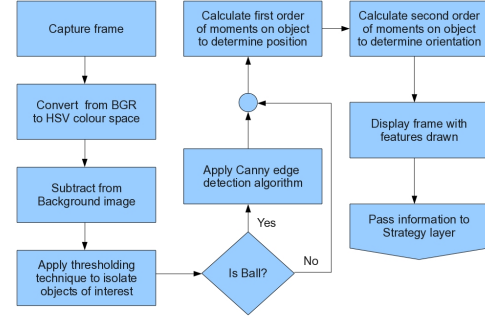 Capture frame
Convert from BGR
to HSV colour space
Subtract from
Background image
Apply thresholding
technique to isolate
objects of interest
Is Ball?
Yes
No
Apply Canny edge
detection algorithm
Calculate first order
of moments on object
to determine position
Calculate second order
of moments on object
to determine orientation
Display frame with
features drawn
Pass information to
Strategy layer